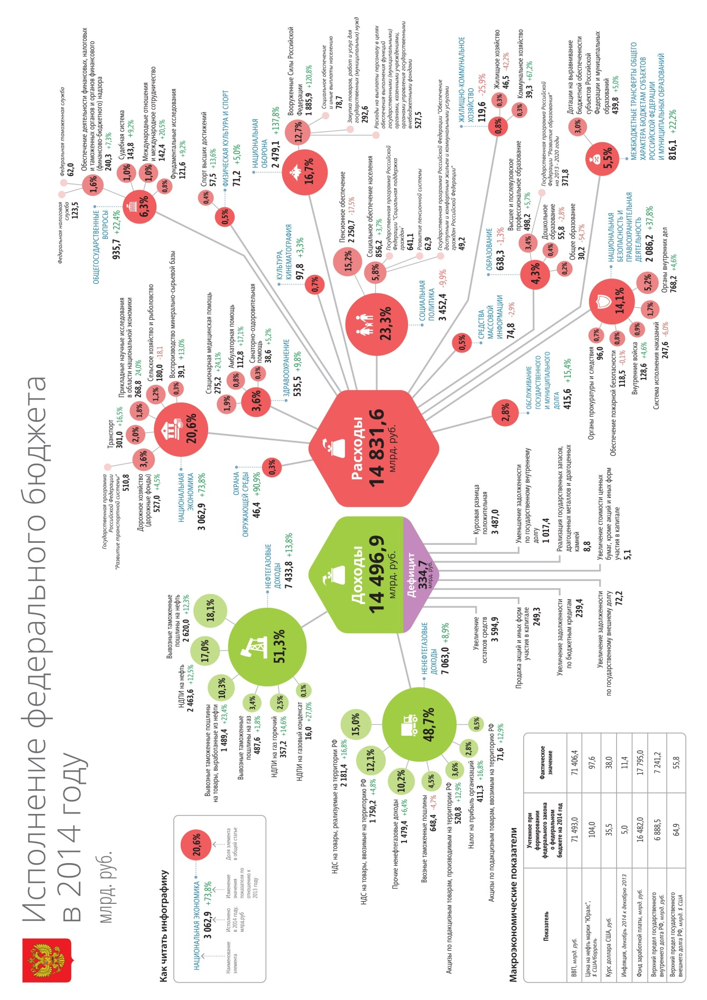 Исполнение федерального бюджета
в 2014 году
млрд. руб.
Как читать инфографику
НАЦИОНАЛЬНАЯ ЭКОНОМИКА
3 062,9 +73,8%
20,6%
Наименование
элемента
Исполнено
в 2014 году,
млрд.руб
Изменение
значения
показателя по
отношению к
2013 году
Доля элемента
в общей статье
Доходы
14 496,9
млрд. руб.
Дефицит
334,7
млрд. руб.
Расходы
14 831,6
млрд. руб.
НЕФТЕГАЗОВЫЕ
ДОХОДЫ
7 433,8 +13,8%
51,3%
Вывозные таможенные
пошлины на нефть
2 620,0 +12,3%
18,1%
НДПИ на нефть
2 463,6 +12,5%
17,0%
Вывозные таможенные пошлины
на товары, выработанные из нефти
1 489,4 +23,4%
10,3%
Вывозные таможенные
пошлины на газ
487,6 +1,8%
3,4%
НДПИ на газ горючий
357,2 +14,6%
2,5%
НДПИ на газовый конденсат
16,0 +27,0%
0,1%
НЕНЕФТЕГАЗОВЫЕ
ДОХОДЫ
7 063,0 +8,9%
48,7%
НДС на товары, реализуемые на территории РФ
2 181,4 +16,8%
15,0%
НДС на товары, ввозимые на территорию РФ
1 750,2 +4,8%
12,1%
Прочие ненефтегазовые доходы
1 479,4 +6,4%
10,2%
Ввозные таможенные пошлины
648,4 -4,7%
4,5%
Акцизы по подакцизным товарам, производимым на территории РФ
520,8 +12,9%
3,6%
Налог на прибыль организаций
411,3 +16,8%
2,8%
Акцизы по подакцизным товарам, ввозимым на территорию РФ
71,6 +12,9%
0,5%
Увеличение
остатков средств
3 594,9
Продажа акций и иных форм
участия в капитале
249,3
Увеличение задолженности
по бюджетным кредитам
239,4
Увеличение задолженности
по государственному внешнему долгу
72,2
Курсовая разница
положительная
3 487,0
Уменьшение задолженности
по государственному внутреннему
долгу
1 017,4
Реализация государственных запасов,
драгоценных металлов и драгоценных
камней
8,8
Увеличение стоимости ценных
бумаг, кроме акций и иных форм
участия в капитале
5,1
ОХРАНА
ОКРУЖАЮЩЕЙ СРЕДЫ
46,4 +90,9%
0,3%
НАЦИОНАЛЬНАЯ
ЭКОНОМИКА
3 062,9 +73,8%
20,6%
Государственная программа
Российской Федерации
"Развитие транспортной системы"
510,8
Дорожное хозяйство
(дорожные фонды)
527,0 +4,5%
3,6%
Транспорт
301,0 +16,5%
2,0%
Прикладные научные исследования
в области национальной экономики
268,8 24,0%
1,8%
Сельское хозяйство и рыболовство
180,0 -18,1
1,2%
Воспроизводство минерально-сырьевой базы
39,1 +13,0%
0,3%
ЗДРАВООХРАНЕНИЕ
535,5 +9,8%
3,6%
Стационарная медицинская помощь
275,2 +24,1%
1,9%
Амбулаторная помощь
112,8 +17,1%
0,8%
Санаторно-оздоровительная
помощь
38,6 +5,2%
0,3%
ОБЩЕГОСУДАРСТВЕННЫЕ
ВОПРОСЫ
935,7 +22,4%
6,3%
Федеральная налоговая
служба
123,5
Федеральная таможенная служба
62,0
Обеспечение деятельности финансовых, налоговых
и таможенных органов и органов финансового
(финансово-бюджетного) надзора
240,3 +7,3%
1,6%
Судебная система
143,8 +9,2%
1,0%
Международные отношения
и международное сотрудничество
142,4 +20,5%
1,0%
Фундаментальные исследования
121,6 +9,2%
0,8%
ФИЗИЧЕСКАЯ КУЛЬТУРА И СПОРТ
71,2 +5,0%
0,5%
Спорт высших достижений
57,5 +13,6%
0,4%
КУЛЬТУРА,
КИНЕМАТОГРАФИЯ
97,8 +3,3%
0,7%
НАЦИОНАЛЬНАЯ
ОБОРОНА
2 479,1 +137,8%
16,7%
Вооруженные Силы Российской
Федерации
1 885,9 +120,8%
12,7%
Социальное обеспечение
и иные выплаты населению
78,7
Закупка товаров, работ и услуг для
государственных (муниципальных) нужд
292,6
Расходы на выплаты персоналу в целях
обеспечения выполнения функций
государственными (муниципальными)
органами, казенными учреждениями,
органами управления государственными
внебюджетными фондами
527,5
СОЦИАЛЬНАЯ
ПОЛИТИКА
3 452,4 -9,9%
23,3%
Пенсионное обеспечение
2 250,7 -17,5%
15,2%
Социальное обеспечение населения
856,2 +3,7%
5,8%
Государственная программа Российской
Федерации "Социальная поддержка
граждан"
641,1
Развитие пенсионной системы
62,9
Государственная программа Российской Федерации "Обеспечение
доступным и комфортным жильем и коммунальными услугами
граждан Российской Федерации"
49,2
ЖИЛИЩНО-КОММУНАЛЬНОЕ
ХОЗЯЙСТВО
119,6 -25,9%
0,8%
Жилищное хозяйство
46,5 -42,2%
0,3%
Коммунальное хозяйство
39,3 +67,2%
0,3%
СРЕДСТВА
МАССОВОЙ
ИНФОРМАЦИИ
74,8 -2,9%
0,5%
ОБРАЗОВАНИЕ
638,3 -1,3%
4,3%
Высшее и послевузовское
профессиональное образование
498,2 +5,7%
3,4%
Государственная программа Российской
Федерации "Развитие образования"
на 2013 - 2020 годы
371,8
Дошкольное
образование
55,8 -2,8%
0,4%
Общее образование
30,2 -54,7%
0,2%
МЕЖБЮДЖЕТНЫЕ ТРАНСФЕРТЫ ОБЩЕГО
ХАРАКТЕРА БЮДЖЕТАМ СУБЪЕКТОВ
РОССИЙСКОЙ ФЕДЕРАЦИИ
И МУНИЦИПАЛЬНЫХ ОБРАЗОВАНИЙ
816,1 +22,2%
5,5%
Дотации на выравнивание
бюджетной обеспеченности
субъектов Российской
Федерации и муниципальных
образований
439,8 +5,0%
3,0%
НАЦИОНАЛЬНАЯ
БЕЗОПАСНОСТЬ И
ПРАВООХРАНИТЕЛЬНАЯ
ДЕЯТЕЛЬНОСТЬ
2 086,2 +37,8%
14,1%
Органы прокуратуры и следствия
96,0
0,7%
Обеспечение пожарной безопасности
118,5 -0,1%
0,8%
Внутренние войска
128,6 +4,6%
0,9%
Система исполнения наказаний
247,6 -6,0%
1,7%
Органы внутренних дел
768,2 +4,6%
5,2%
ОБСЛУЖИВАНИЕ
ГОСУДАРСТВЕННОГО
И МУНИЦИПАЛЬНОГО
ДОЛГА
415,6 +15,4%
2,8%
Макроэкономические показатели
Показатель
Учтенное при
формировании
федерального закона
о федеральном
бюджете на 2014 год
Фактическое
значение
ВВП, млрд. руб. 71 493,0 71 406,4
Цена на нефть марки "Юралс",
$ США/баррель 104,0 97,6
Курс доллара США, руб. 35,5 38,0
Инфляция, декабрь 2014 к декабрю 2013 5,0 11,4
Фонд заработной платы, млрд. руб. 16 482,0 17 795,0
Верхний предел государственного
внутреннего долга РФ, млрд. руб. 6 888,5 7 241,2
Верхний предел государственного
внешнего долга РФ, млрд. $ США 64,9 55,8